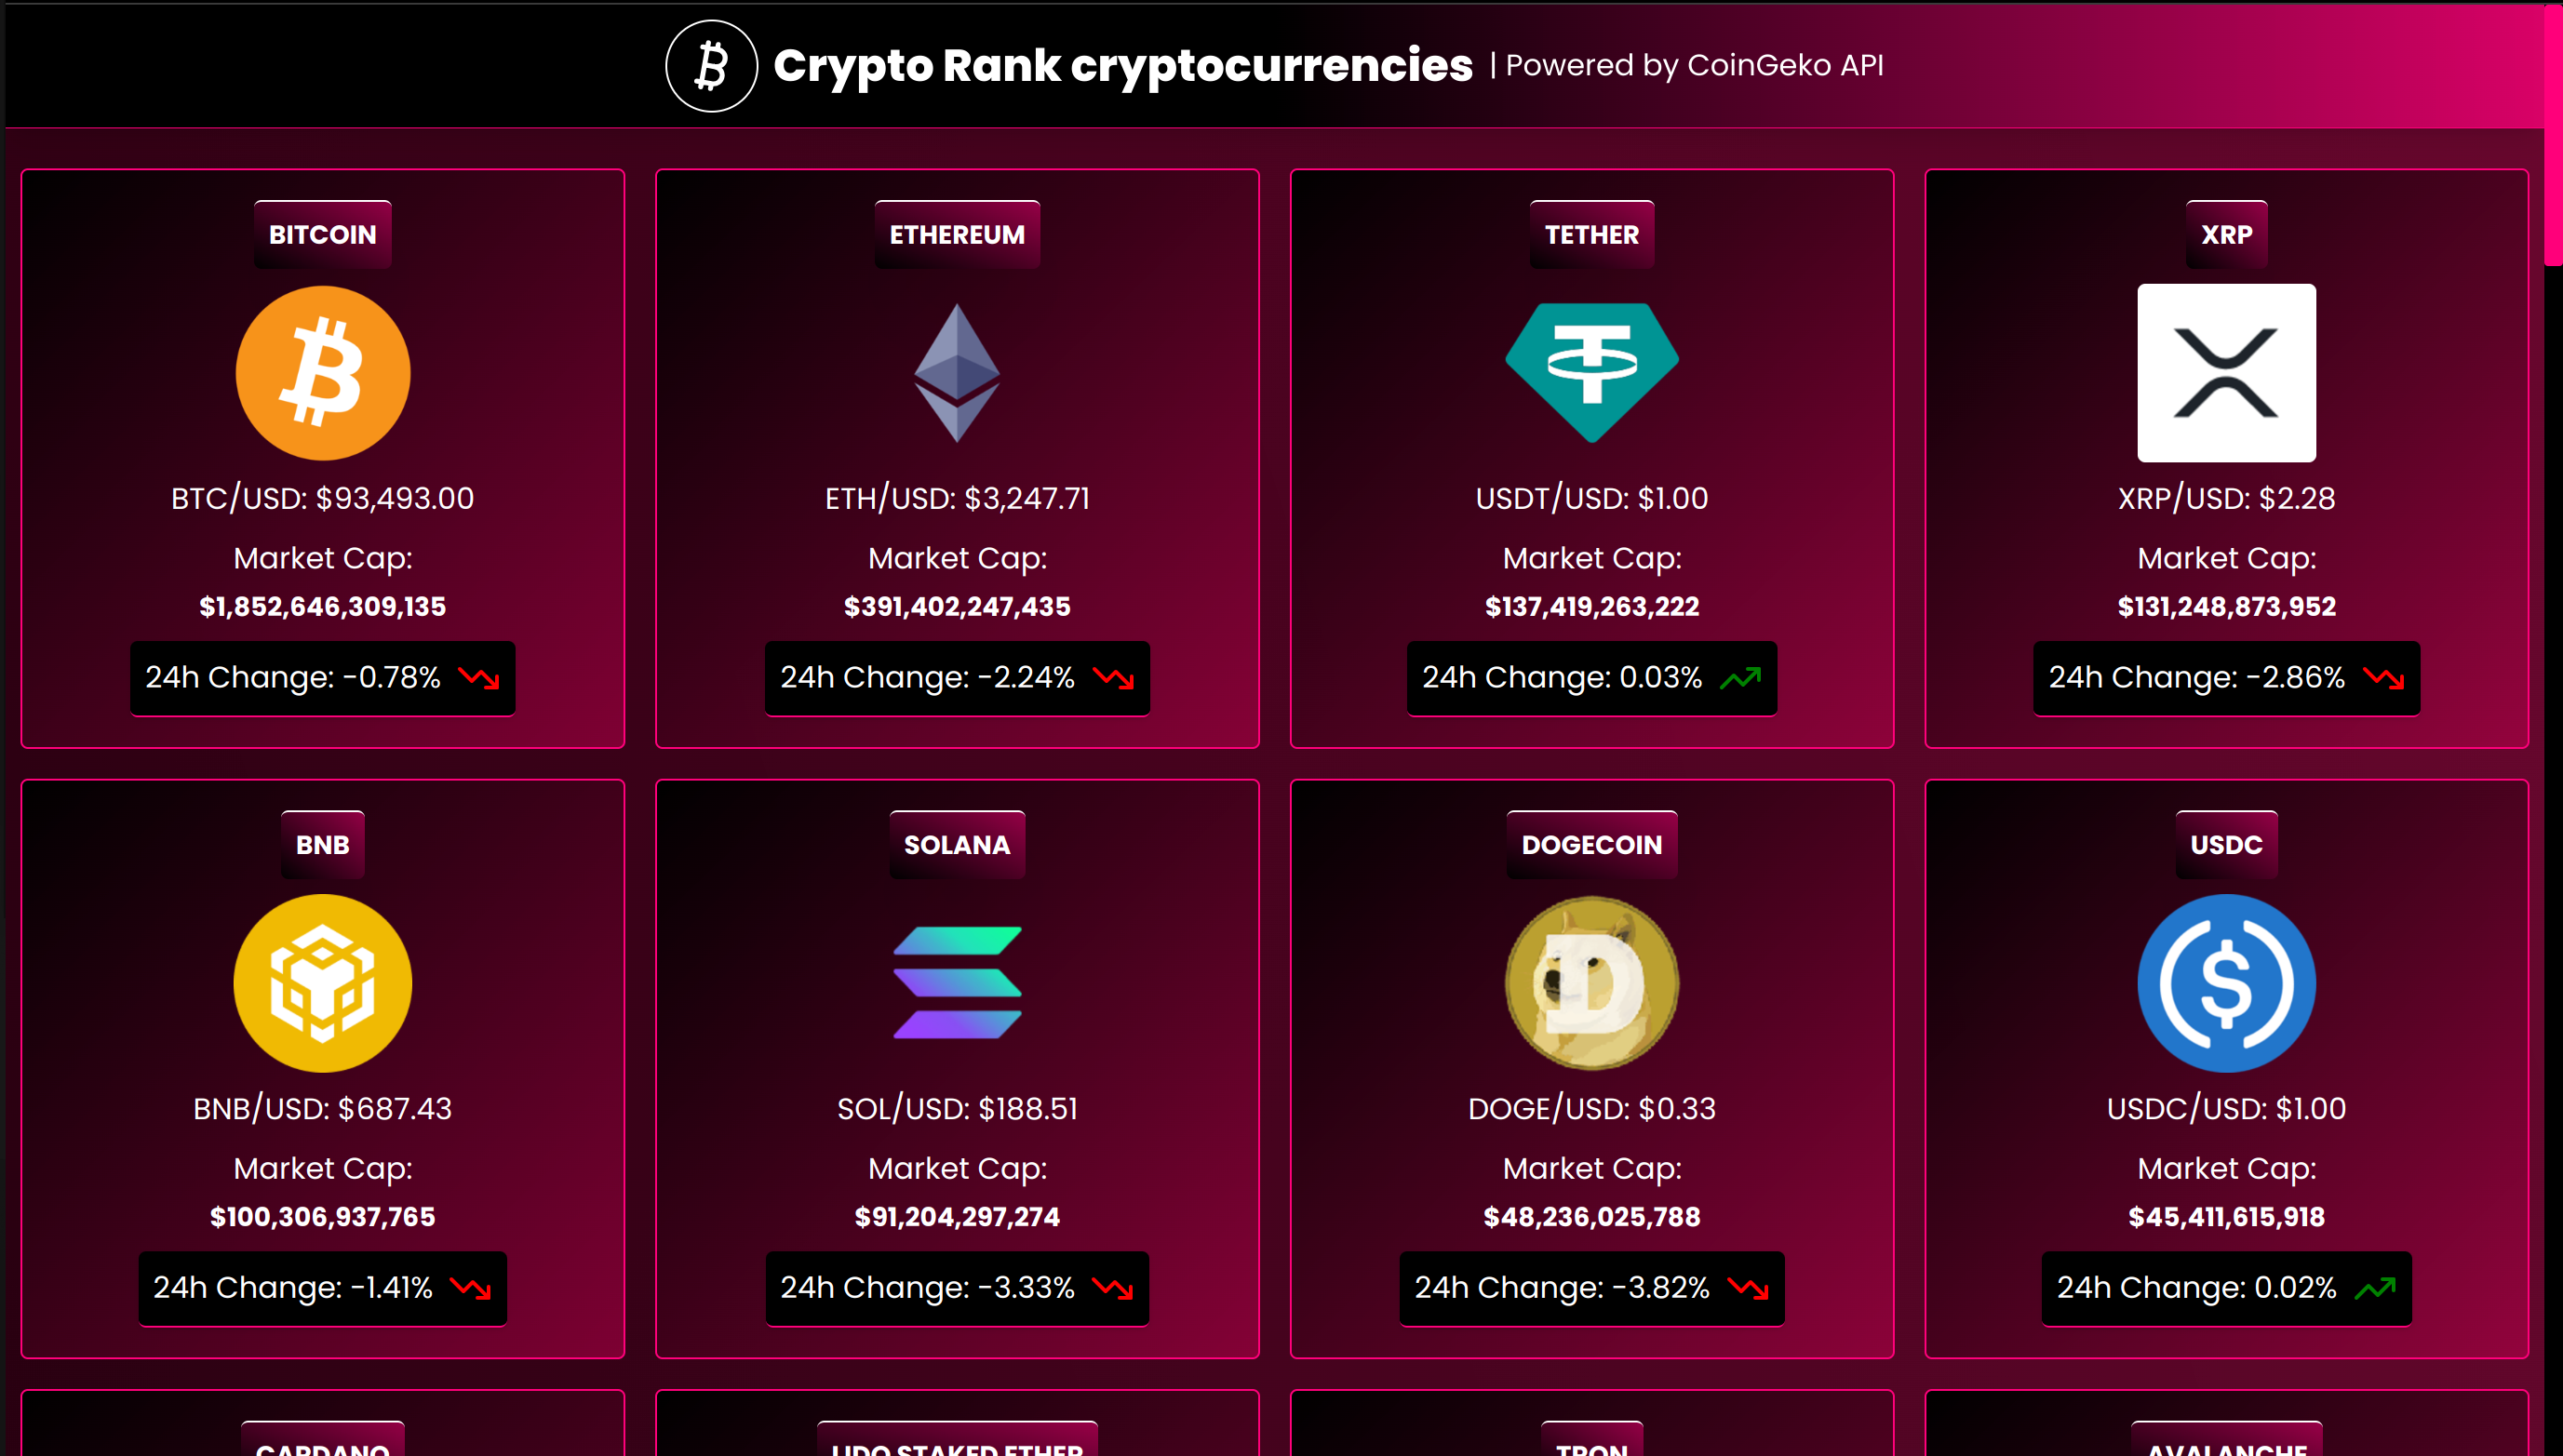 Crypto Rank cryptocurrencies | Powered by CoinGeko API
BITCOIN
BTC/USD: $93,493.00
Market Cap:
$1,852,646,309,135
24h Change: -0.78%
ETHEREUM
ETH/USD: $3,247.71
Market Cap:
$391,402,247,435
24h Change: -2.24%
TETHER
USDT/USD: $1.00
Market Cap:
$137,419,263,222
24h Change: 0.03%
XRP
XRP/USD: $2.28
Market Cap:
$131,248,873,952
24h Change: -2.86%
BNB
BNB/USD: $687.43
Market Cap:
$100,306,937,765
24h Change: -1.41%
SOLANA
SOL/USD: $188.51
Market Cap:
$91,204,297,274
24h Change: -3.33%
DOGECOIN
DOGE/USD: $0.33
Market Cap:
$48,236,025,788
24h Change: -3.82%
USDC
USDC/USD: $1.00
Market Cap:
$45,411,615,918
24h Change: 0.02%
CARDANO
LIDO STAKED ETHER
TRON
AVALANCHE